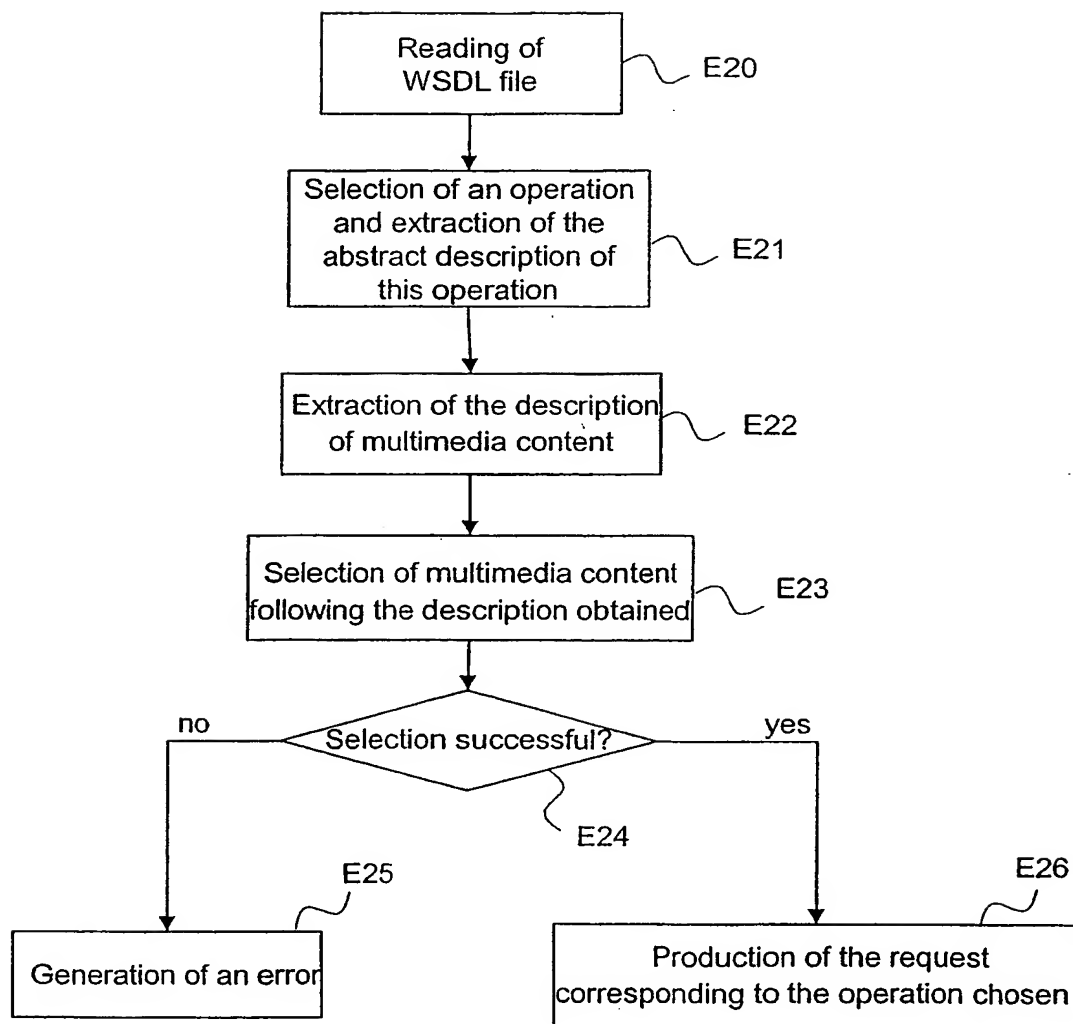 Reading of
WSDL file
E20
Selection of an operation
and extraction of the
abstract description of
this operation
E21
Extraction of the description
of multimedia content
E22
Selection of multimedia content
following the description obtained
E23
no
Selection successful?
yes
E24
E25
Generation of an error
E26
Production of the request
corresponding to the operation chosen